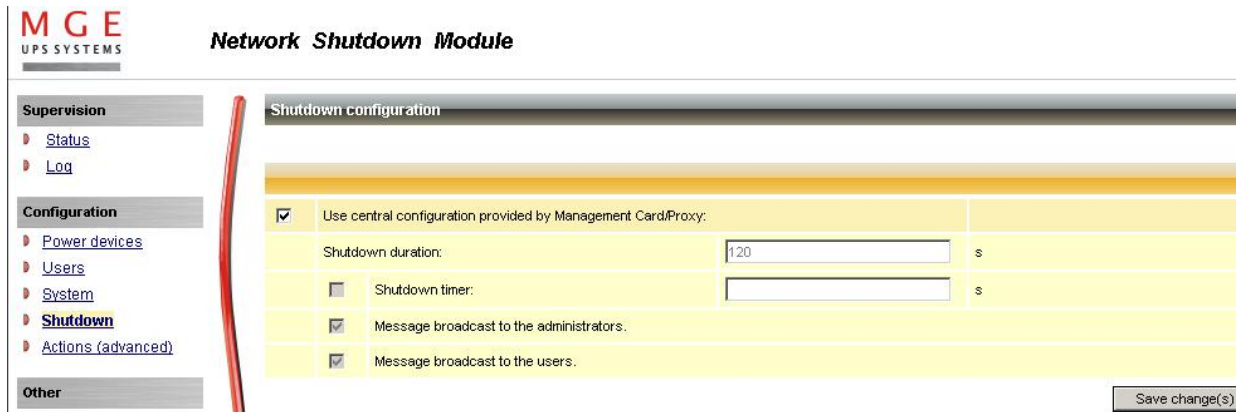 MGE
UPS SYSTEMS
Network Shutdown Module
Supervision
Status
Log
Configuration
Power devices
Users
System
Shutdown
Actions (advanced)
Other
Shutdown configuration
Use central configuration provided by Management Card/Proxy:
Shutdown duration: 120 s
Shutdown timer: s
Message broadcast to the administrators.
Message broadcast to the users.
Save change(s)